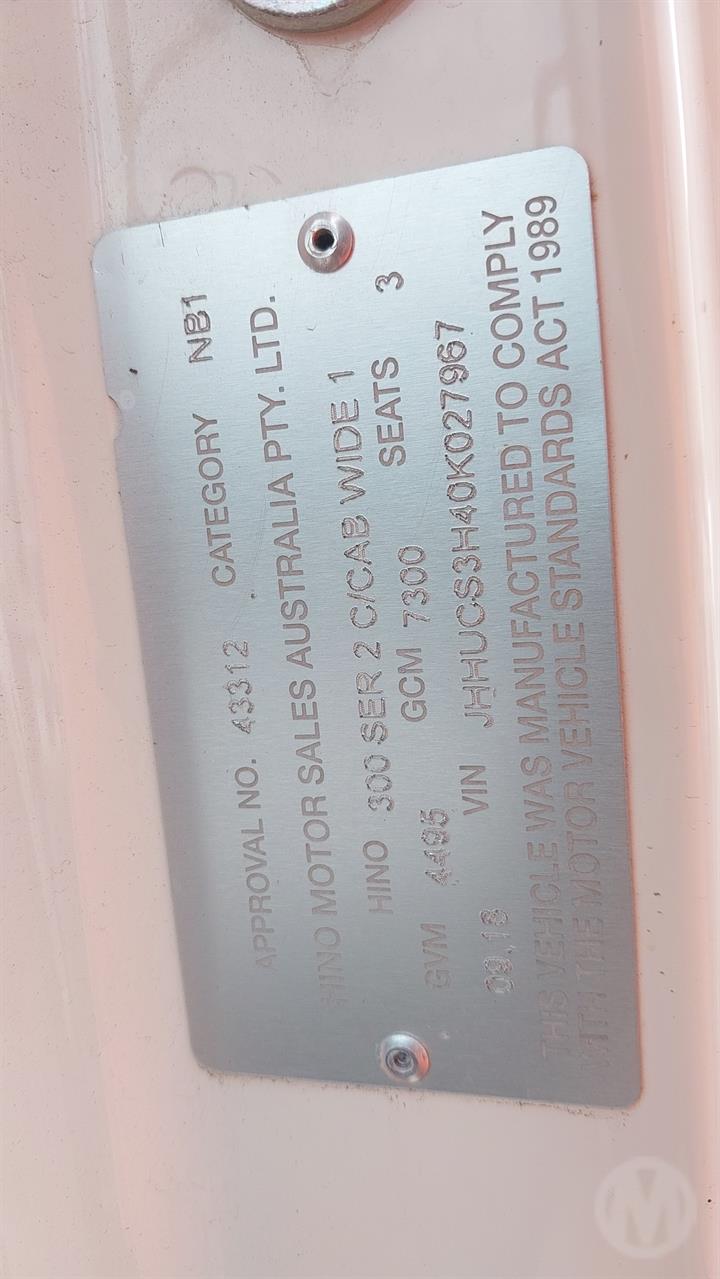 APPROVAL NO. 43312 CATEGORY NB1
HINO MOTOR SALES AUSTRALIA PTY. LTD.
HINO 300 SER 2 C/CAB WIDE 1
GVM 4495 GCM 7300 SEATS 3
09.18 VIN JHHUCS3H40K027967
THIS VEHICLE WAS MANUFACTURED TO COMPLY
WITH THE MOTOR VEHICLE STANDARDS ACT 1989
M